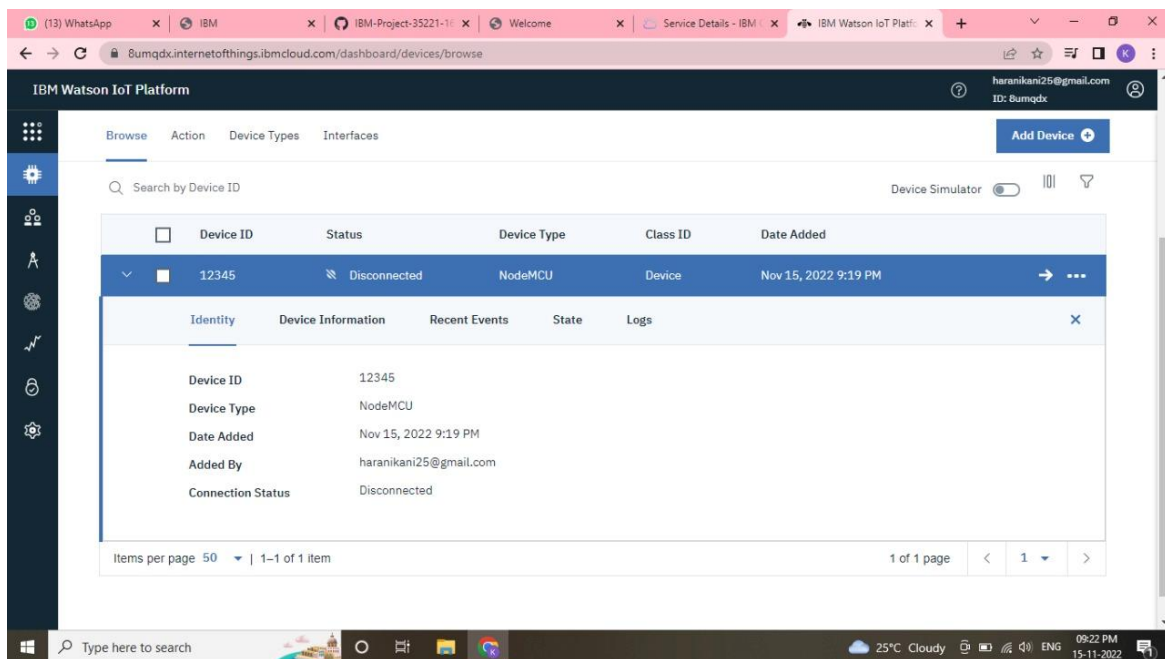 (13) WhatsApp
IBM
IBM-Project-35221-16
Welcome
Service Details - IBM C
IBM Watson IoT Platfo
8umqdx.internetofthings.ibmcloud.com/dashboard/devices/browse
K
IBM Watson IoT Platform
haranikani25@gmail.com
ID: 8umqdx
Browse Action Device Types Interfaces
Add Device
Search by Device ID
Device Simulator
Device ID Status Device Type Class ID Date Added
12345 Disconnected NodeMCU Device Nov 15, 2022 9:19 PM
Identity Device Information Recent Events State Logs
Device ID 12345
Device Type NodeMCU
Date Added Nov 15, 2022 9:19 PM
Added By haranikani25@gmail.com
Connection Status Disconnected
Items per page 50 | 1–1 of 1 item
1 of 1 page 1
Type here to search
25°C Cloudy
ENG
09:22 PM
15-11-2022